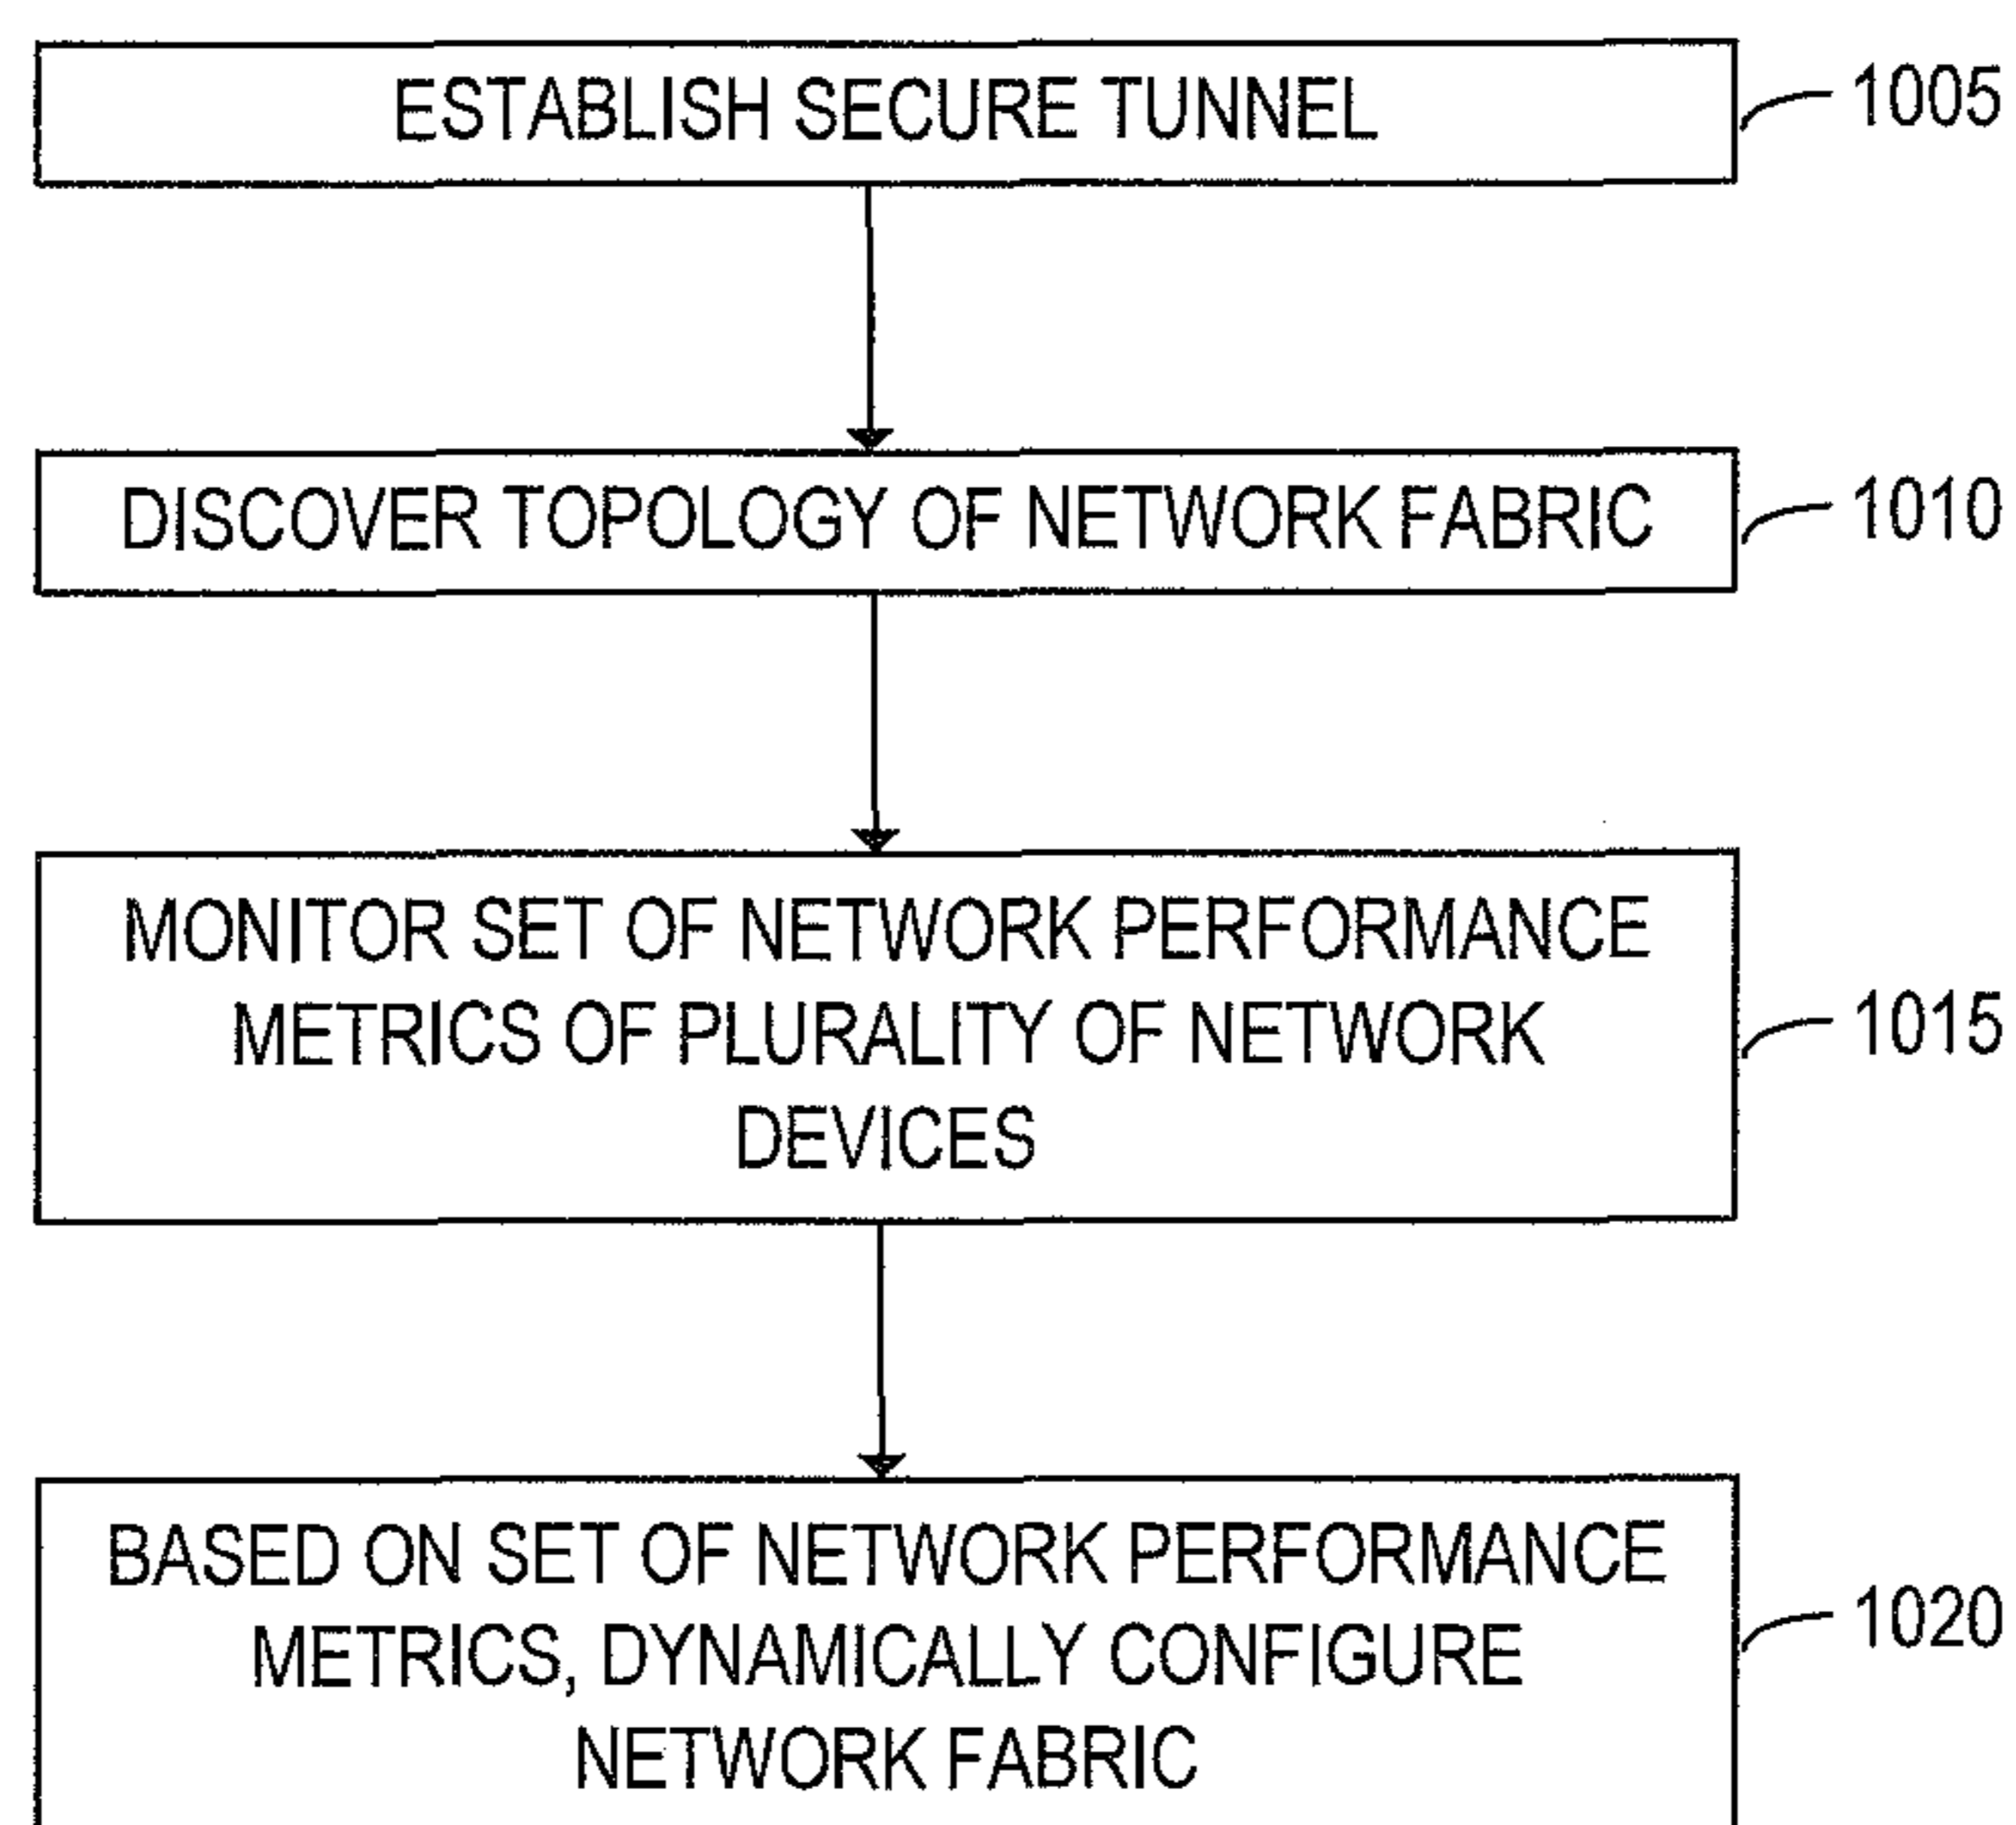 ESTABLISH SECURE TUNNEL
1005
DISCOVER TOPOLOGY OF NETWORK FABRIC
1010
MONITOR SET OF NETWORK PERFORMANCE
METRICS OF PLURALITY OF NETWORK
DEVICES
1015
BASED ON SET OF NETWORK PERFORMANCE
METRICS, DYNAMICALLY CONFIGURE
NETWORK FABRIC
1020